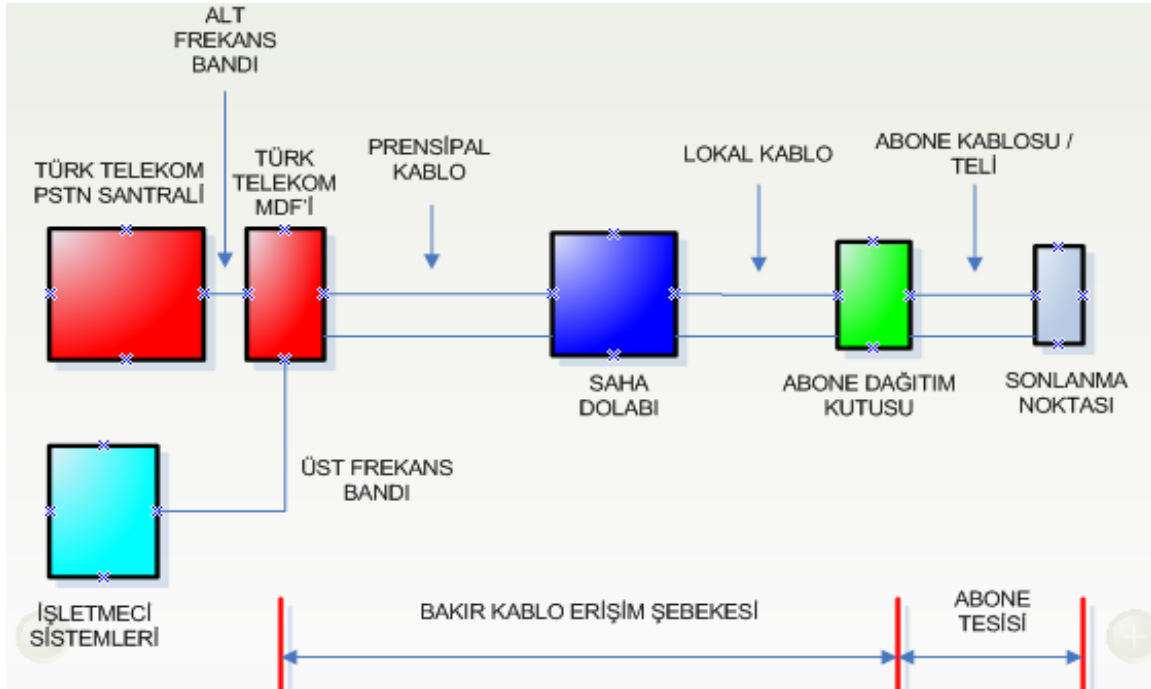 ALT
FREKANS
BANDI
TÜRK TELEKOM
PSTN SANTRALİ
TÜRK
TELEKOM
MDF'İ
PRENSİPAL
KABLO
LOKAL KABLO
ABONE KABLOSU /
TELİ
SAHA
DOLABI
ABONE DAĞITIM
KUTUSU
SONLANMA
NOKTASI
ÜST FREKANS
BANDI
İŞLETMECİ
SİSTEMLERİ
BAKIR KABLO ERİŞİM ŞEBEKESİ
ABONE
TESİSİ